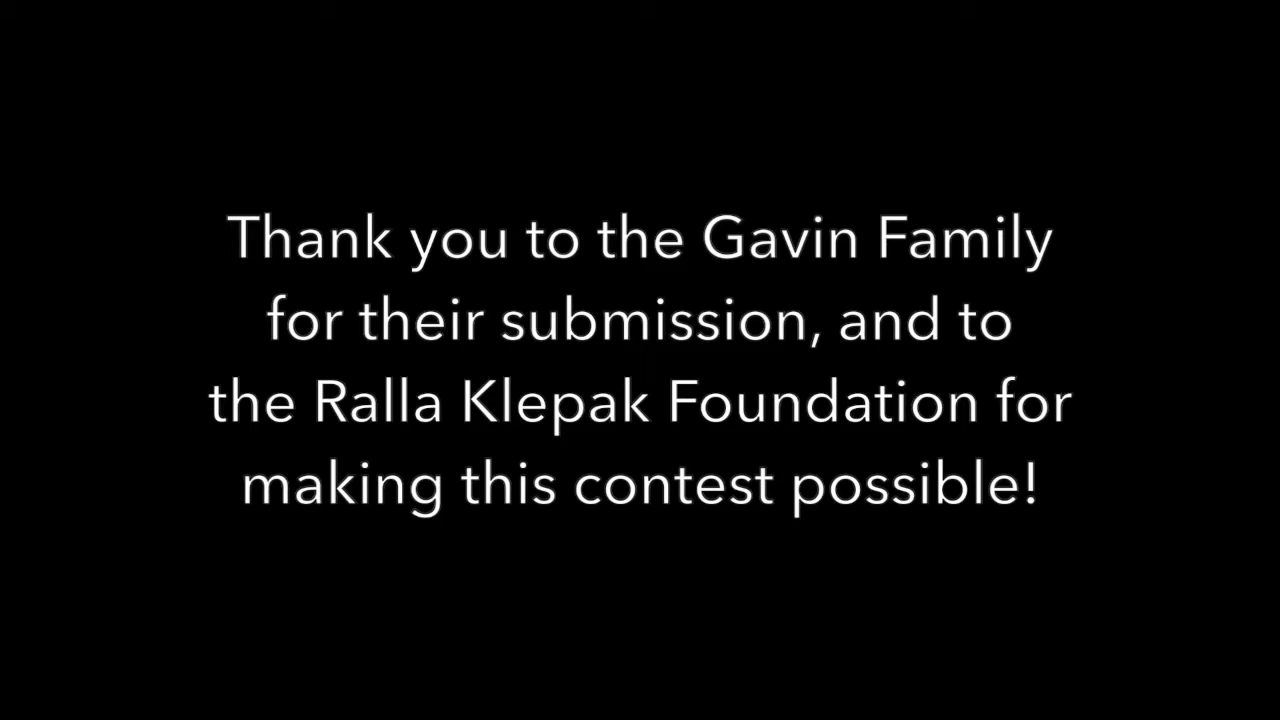 Thank you to the Gavin Family
for their submission, and to
the Ralla Klepak Foundation for
making this contest possible!